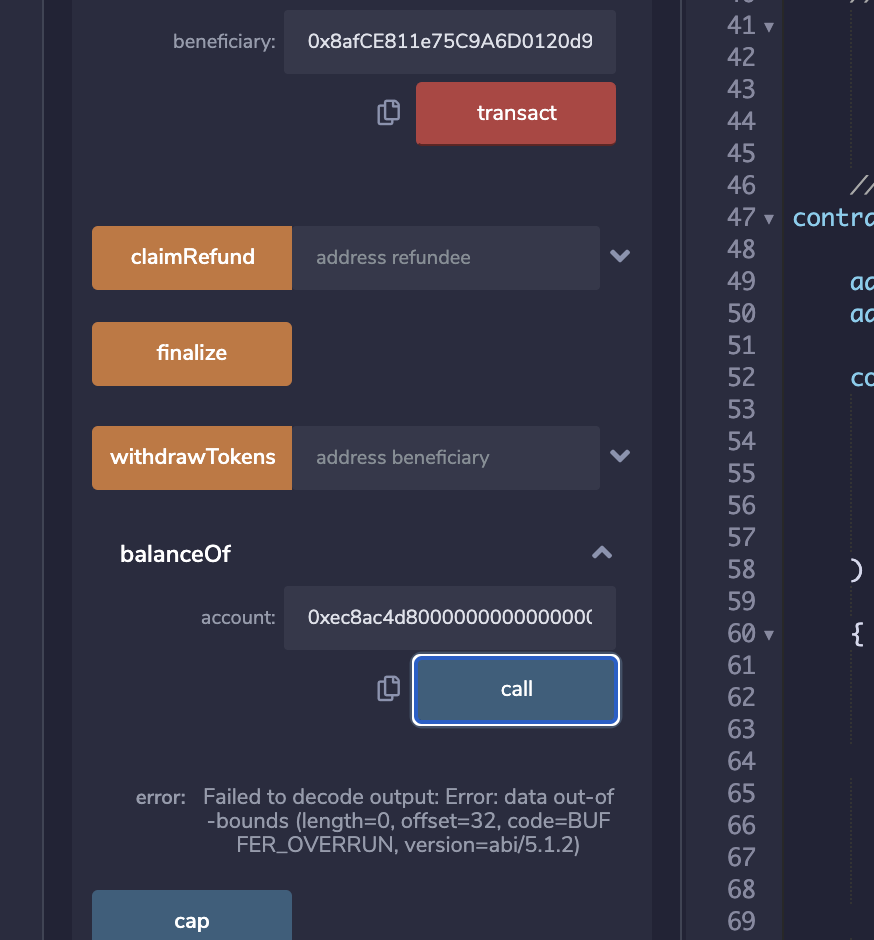 41
beneficiary: 0x8afCE811e75C9A6D0120d9
42
43
transact
44
45
46 //
47 contra
claimRefund address refundee
48
49 ad
50 ad
51
finalize
52 co
53
54
withdrawTokens address beneficiary
55
56
57
balanceOf
58 )
59
account: 0xec8ac4d8000000000000000
60 {
61
call
62
63
64
error: Failed to decode output: Error: data out-of
65
-bounds (length=0, offset=32, code=BUF
66
FER_OVERRUN, version=abi/5.1.2)
67
68
cap
69